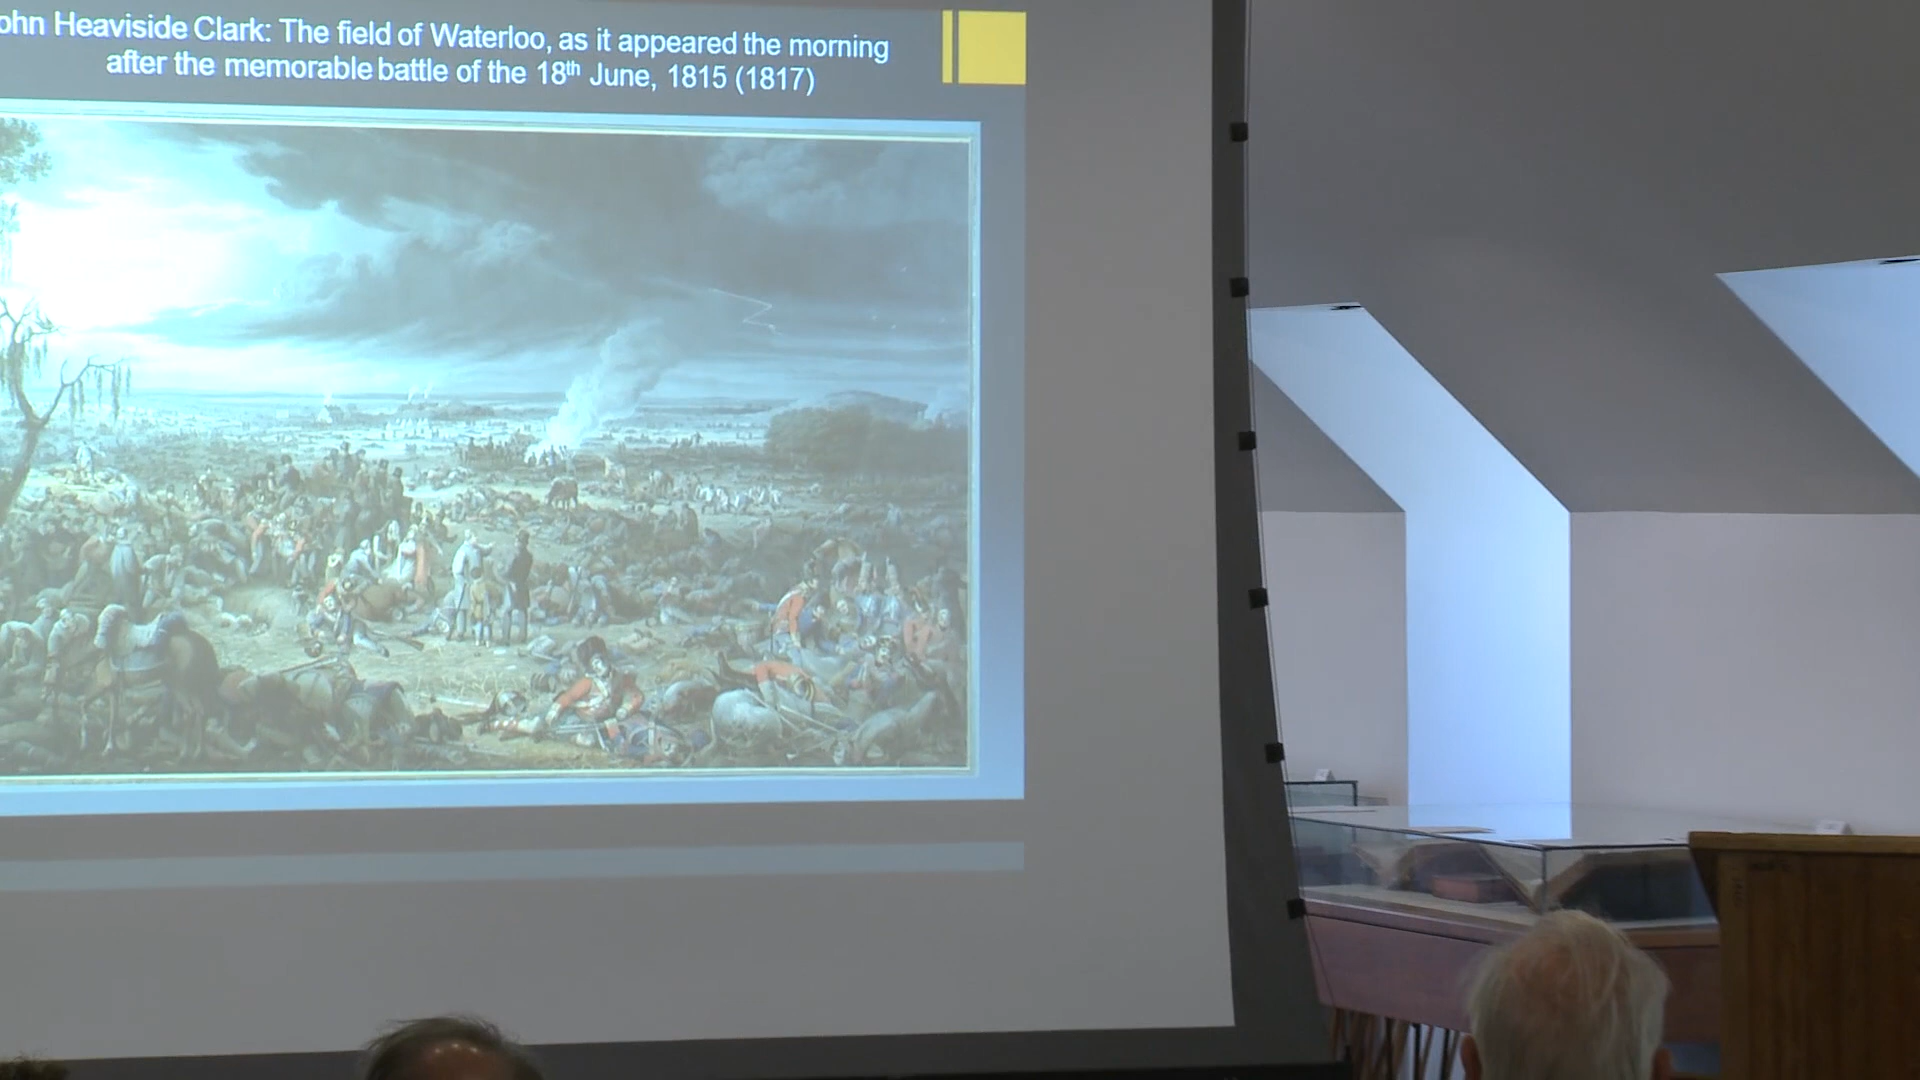 ohn Heaviside Clark: The field of Waterloo, as it appeared the morning
after the memorable battle of the 18th June, 1815 (1817)